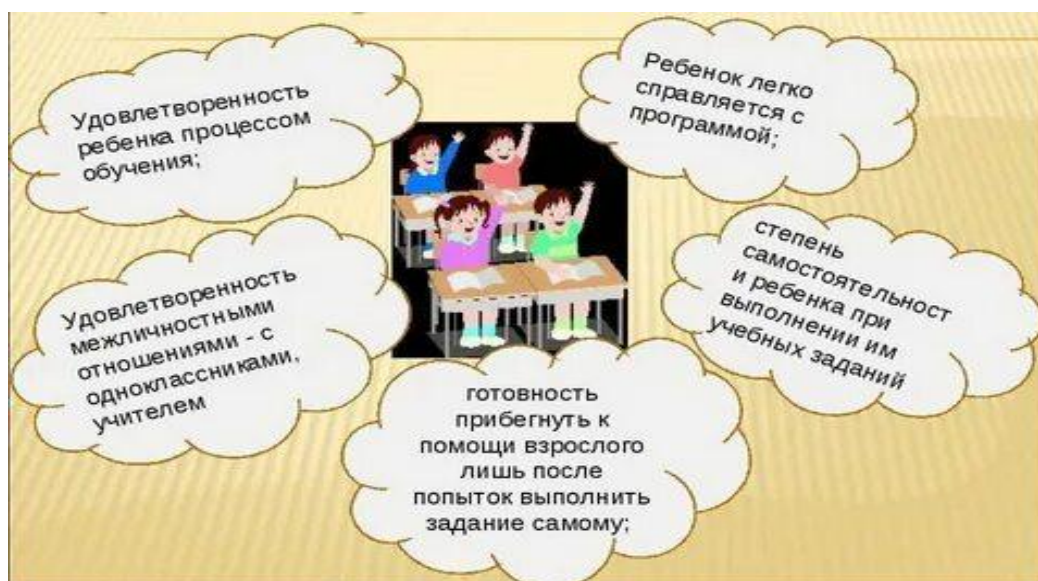 Удовлетворенность
ребенка процессом
обучения;
Ребенок легко
справляется с
программой;
Удовлетворенность
межличностными
отношениями - с
одноклассниками,
учителем
степень
самостоятельност
и ребенка при
выполнении им
учебных заданий
готовность
прибегнуть к
помощи взрослого
лишь после
попыток выполнить
задание самому;